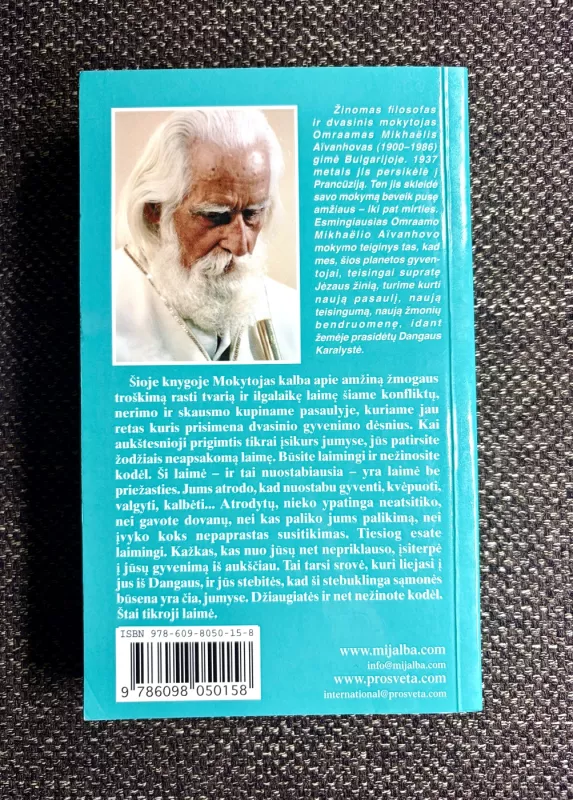 Žinomas filosofas
ir dvasinis mokytojas
Omraamas Mikhaëlis
Aïvanhovas (1900–1986)
gimė Bulgarijoje. 1937
metais jis persikėlė į
Prancūziją. Ten jis skleidė
savo mokymą beveik pusę
amžiaus – iki pat mirties.
Esmingiausias Omraamo
Mikhaëlio Aïvanhovo
mokymo teiginys tas, kad
mes, šios planetos gyven-
tojai, teisingai supratę
Jėzaus žinią, turime kurti
naują pasaulį, naują
teisingumą, naują žmonių
bendruomenę, idant
žemėje prasidėtų Dangaus
Karalystė.
Šioje knygoje Mokytojas kalba apie amžiną žmogaus
troškimą rasti tvarią ir ilgalaikę laimę šiame konfliktų,
nerimo ir skausmo kupiname pasaulyje, kuriame jau
retas kuris prisimena dvasinio gyvenimo dėsnius. Kai
aukštesnioji prigimtis tikrai įsikurs jumyse, jūs patirsite
žodžiais neapsakomą laimę. Būsite laimingi ir nežinosite
kodėl. Ši laimė – ir tai nuostabiausia – yra laimė be
priežasties. Jums atrodo, kad nuostabu gyventi, kvėpuoti,
valgyti, kalbėti... Atrodytų, nieko ypatinga neatsitiko,
nei gavote dovanų, nei kas paliko jums palikimą, nei
įvyko koks nepaprastas susitikimas. Tiesiog esate
laimingi. Kažkas, kas nuo jūsų net nepriklauso, įsiterpė
į jūsų gyvenimą iš aukščiau. Tai tarsi srovė, kuri liejasi į
jus iš Dangaus, ir jūs stebitės, kad ši stebuklinga sąmonės
būsena yra čia, jumyse. Džiaugiatės ir net nežinote kodėl.
Štai tikroji laimė.
ISBN 978-609-8050-15-8
9 786098 050158
www.mijalba.com
info@mijalba.com
www.prosveta.com
international@prosveta.com